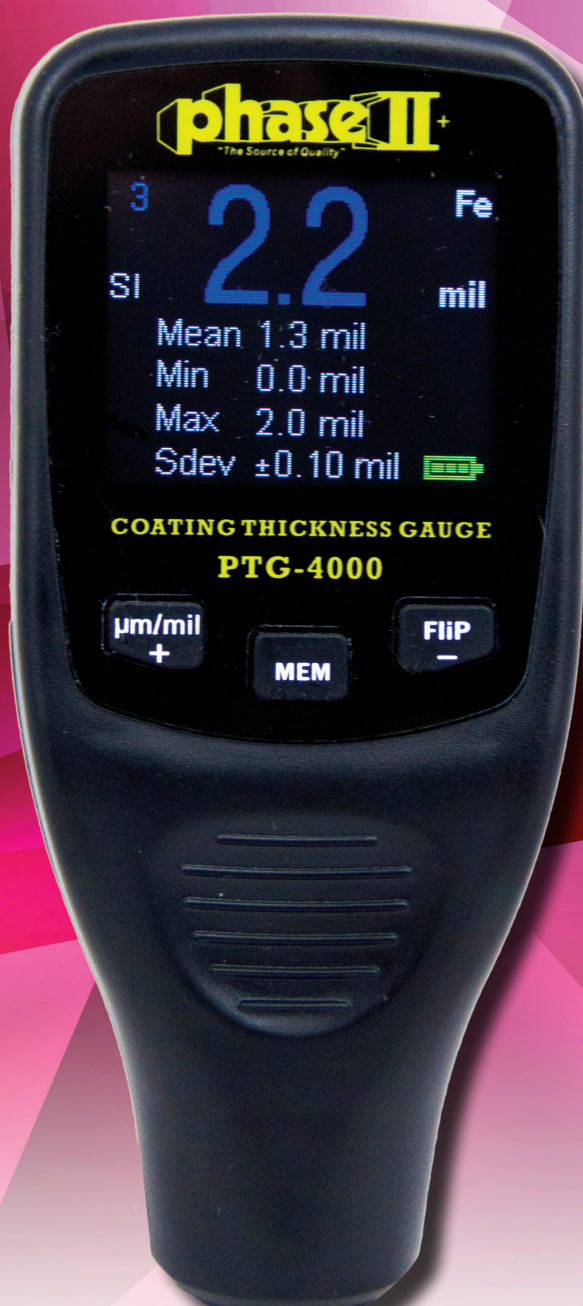 phase II+
"The Source of Quality"
3 2.2 Fe
SI mil
Mean 1.3 mil
Min 0.0 mil
Max 2.0 mil
Sdev ±0.10 mil
COATING THICKNESS GAUGE
PTG-4000
µm/mil
+
MEM
FliP
–